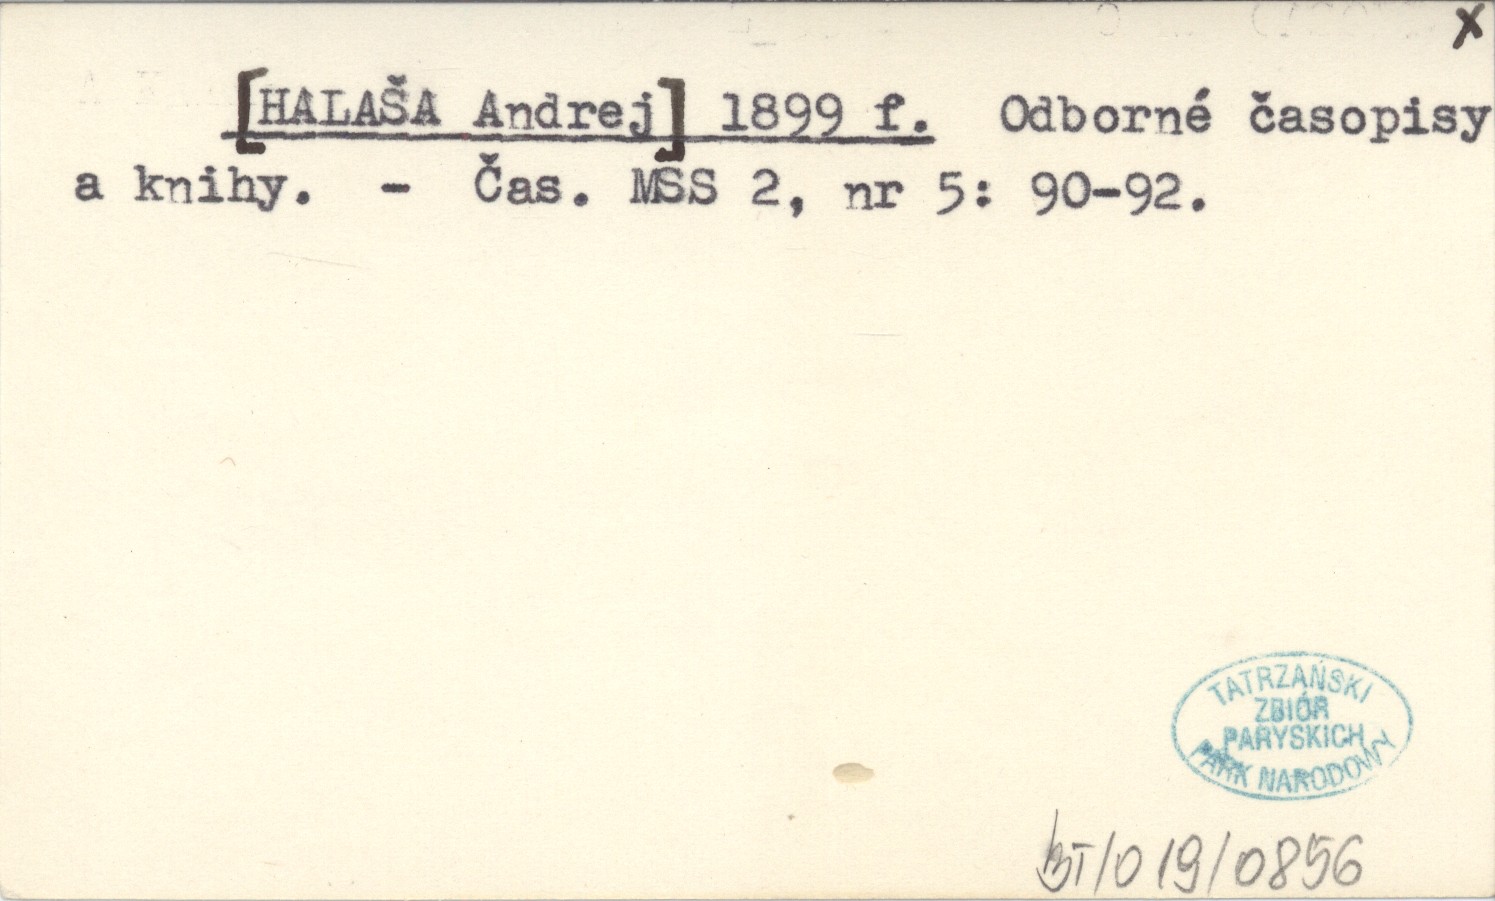 x
[HALAŠA Andrej] 1899 f. Odborné časopisy
a knihy. - Čas. MSS 2, nr 5: 90-92.
TATRZAŃSKI
ZBIÓR
PARYSKICH
PARK NARODOWY
BT/019/0856